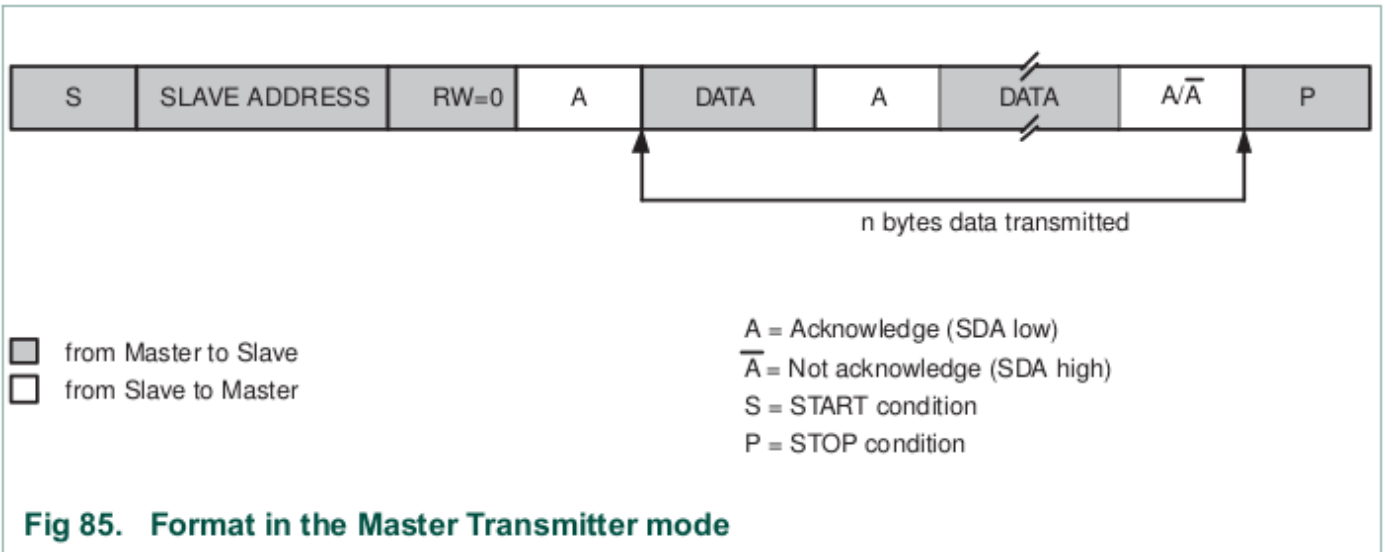 S SLAVE ADDRESS RW=0 A DATA A DATA A/A̅ P
n bytes data transmitted
from Master to Slave
from Slave to Master
A = Acknowledge (SDA low)
A̅ = Not acknowledge (SDA high)
S = START condition
P = STOP condition
Fig 85. Format in the Master Transmitter mode